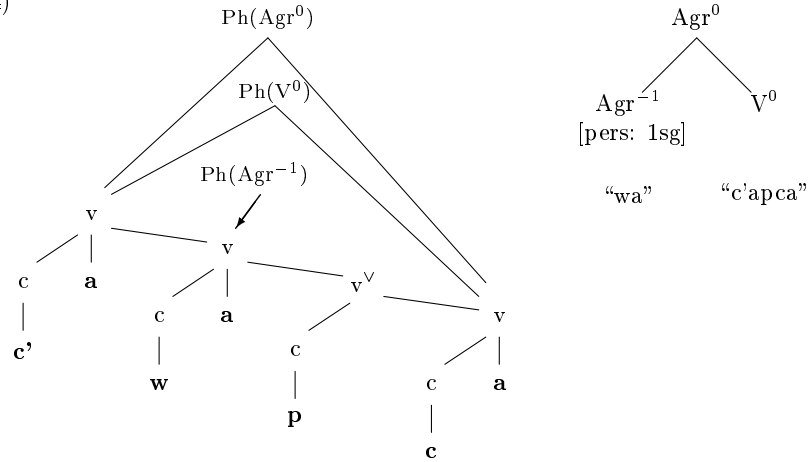 )
Ph(Agr⁰)
Agr⁰
Ph(V⁰)
Agr⁻¹ V⁰
[pers: 1sg]
Ph(Agr⁻¹)
“wa” “c'apca”
v
v
c a
v∨
c a
v
c'
c
w
c a
p
c